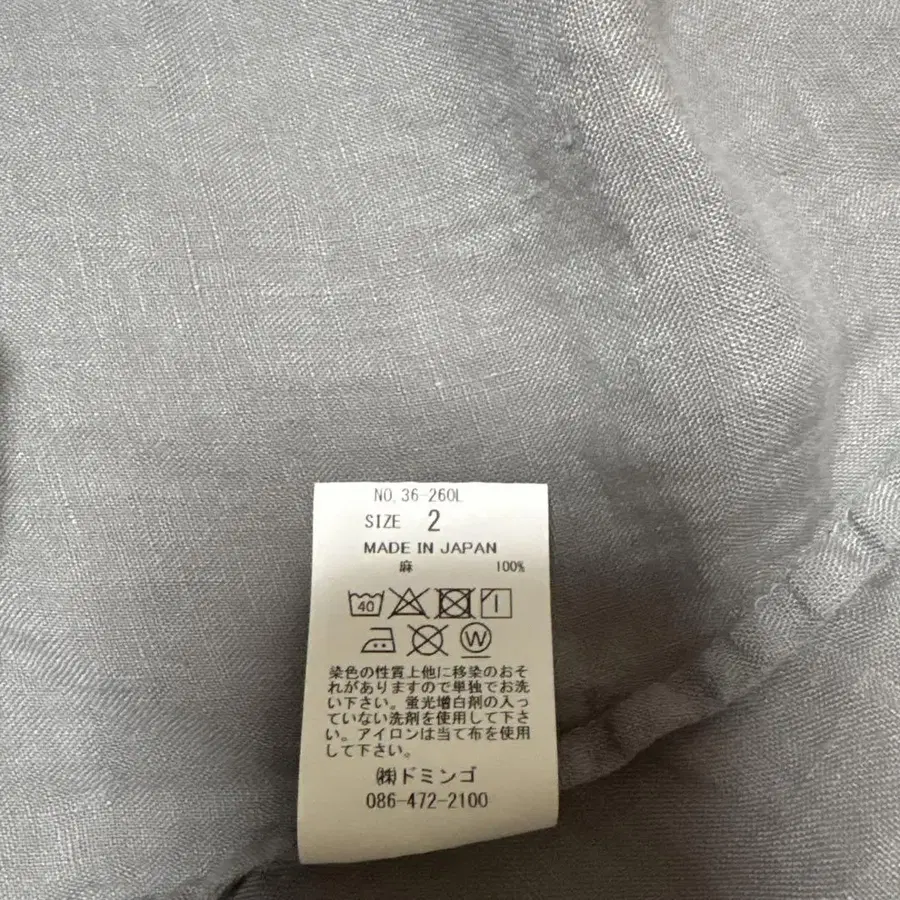 NO.36-260L
SIZE 2
MADE IN JAPAN
麻 100%
40
W
染色の性質上他に移染のおそ
れがありますので単独でお洗
い下さい。蛍光増白剤の入っ
ていない洗剤を使用して下さ
い。アイロンは当て布を使用
して下さい。
㈱ドミンゴ
086-472-2100